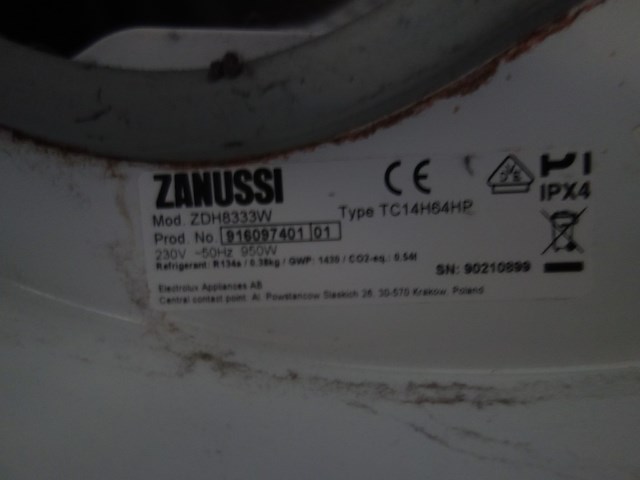 ZANUSSI
Mod. ZDH8333W
Type TC14H64HP
Prod. No. 916097401 01
230V ~50Hz 950W
Refrigerant: R134a / 0.38kg / GWP: 1430 / CO2-eq.: 0,54t
Electrolux Appliances AB
Central contact point: Al. Powstancow Slaskich 26, 30-570 Krakow, Poland
CE
IPX4
SN: 90210899